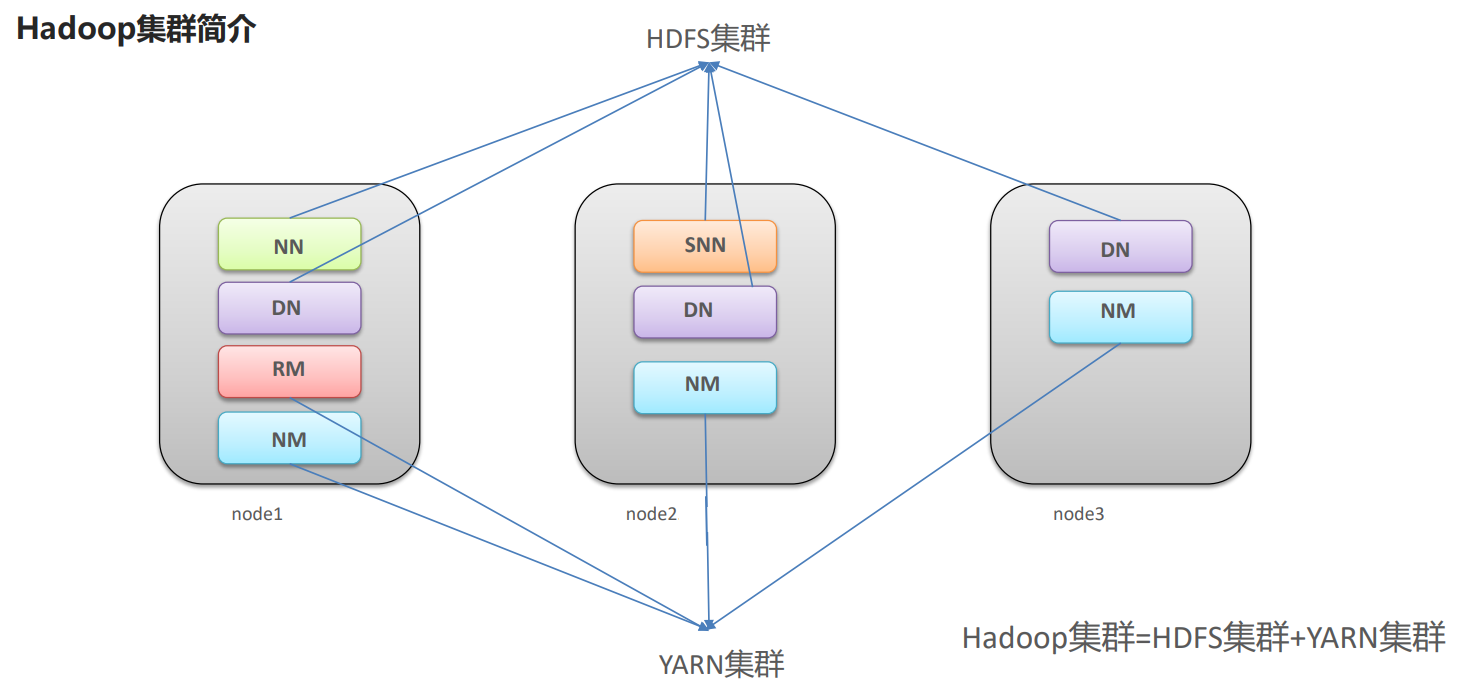 Hadoop集群简介
HDFS集群
NN
DN
RM
NM
node1
SNN
DN
NM
node2
DN
NM
node3
YARN集群
Hadoop集群=HDFS集群+YARN集群